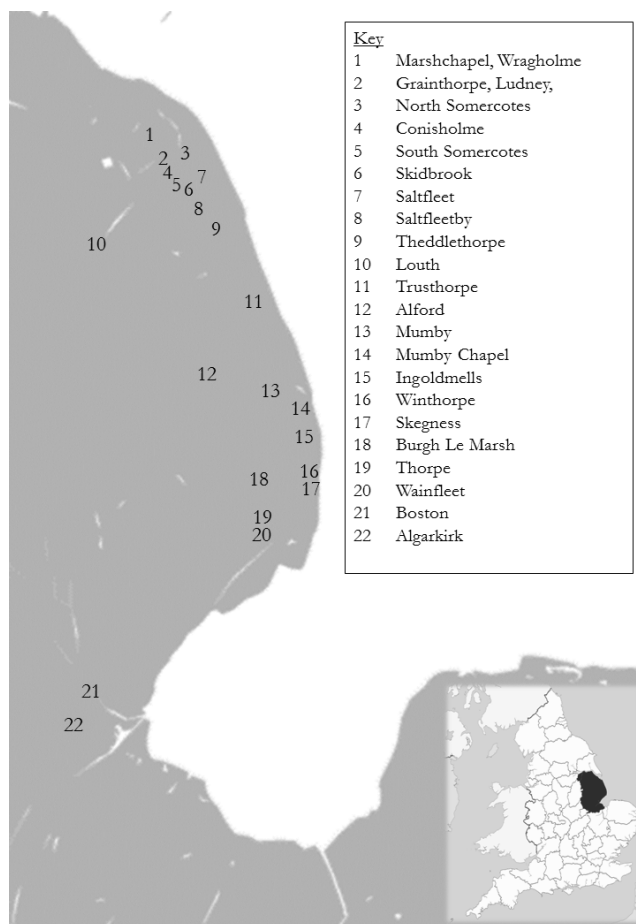 Key
1 Marshchapel, Wragholme
2 Grainthorpe, Ludney,
3 North Somercotes
4 Conisholme
5 South Somercotes
6 Skidbrook
7 Saltfleet
8 Saltfleetby
9 Theddlethorpe
10 Louth
11 Trusthorpe
12 Alford
13 Mumby
14 Mumby Chapel
15 Ingoldmells
16 Winthorpe
17 Skegness
18 Burgh Le Marsh
19 Thorpe
20 Wainfleet
21 Boston
22 Algarkirk
1
2
3
4
5
6
7
8
9
10
11
12
13
14
15
16
17
18
19
20
21
22